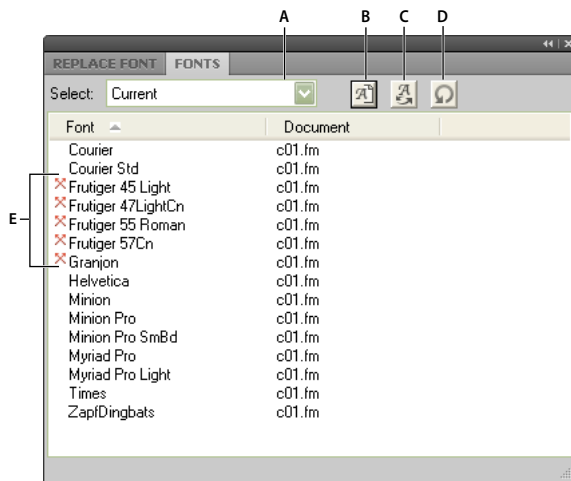 A B C D
REPLACE FONT FONTS
Select: Current
Font Document
Courier c01.fm
Courier Std c01.fm
Frutiger 45 Light c01.fm
Frutiger 47LightCn c01.fm
E Frutiger 55 Roman c01.fm
Frutiger 57Cn c01.fm
Granjon c01.fm
Helvetica c01.fm
Minion c01.fm
Minion Pro c01.fm
Minion Pro SmBd c01.fm
Myriad Pro c01.fm
Myriad Pro Light c01.fm
Times c01.fm
ZapfDingbats c01.fm